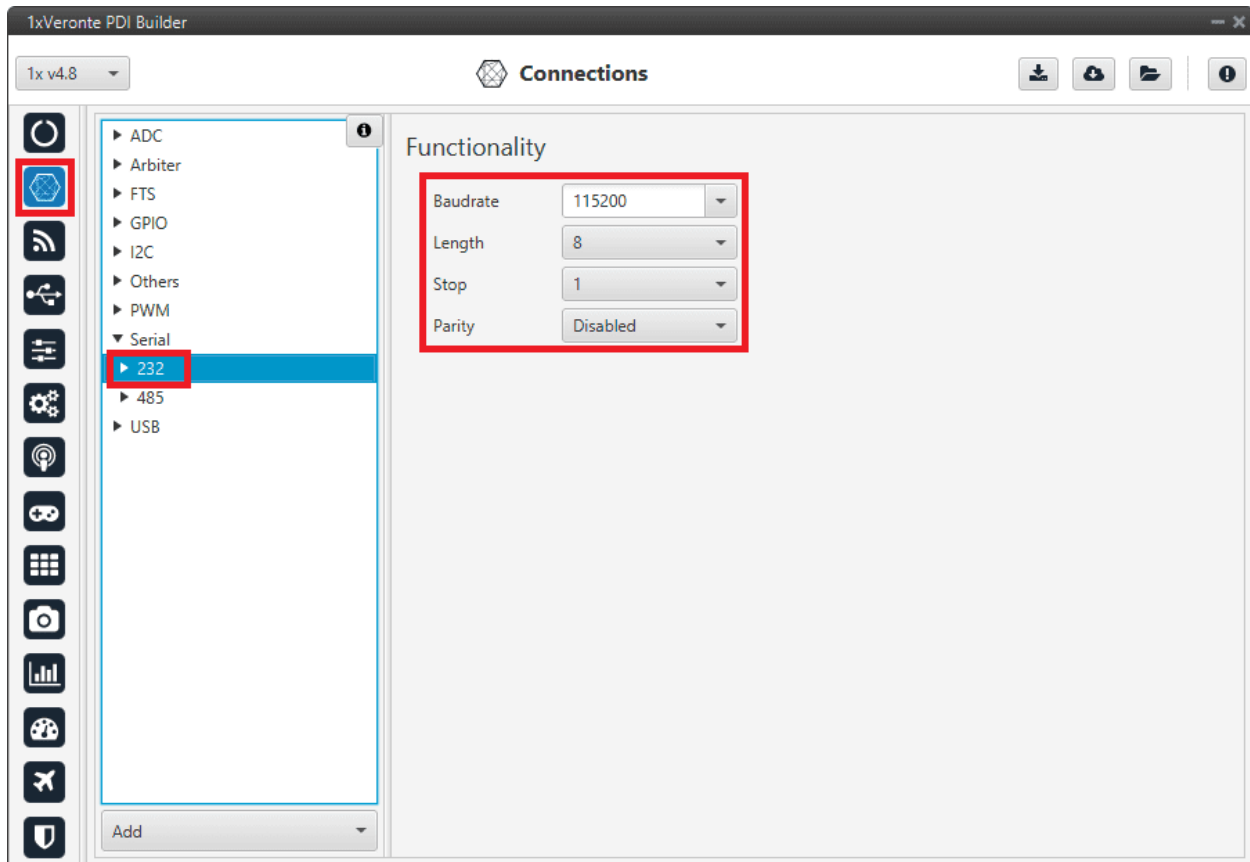 1xVeronte PDI Builder
1x v4.8
Connections
ADC
Arbiter
FTS
GPIO
I2C
Others
PWM
Serial
232
485
USB
Add
Functionality
Baudrate 115200
Length 8
Stop 1
Parity Disabled